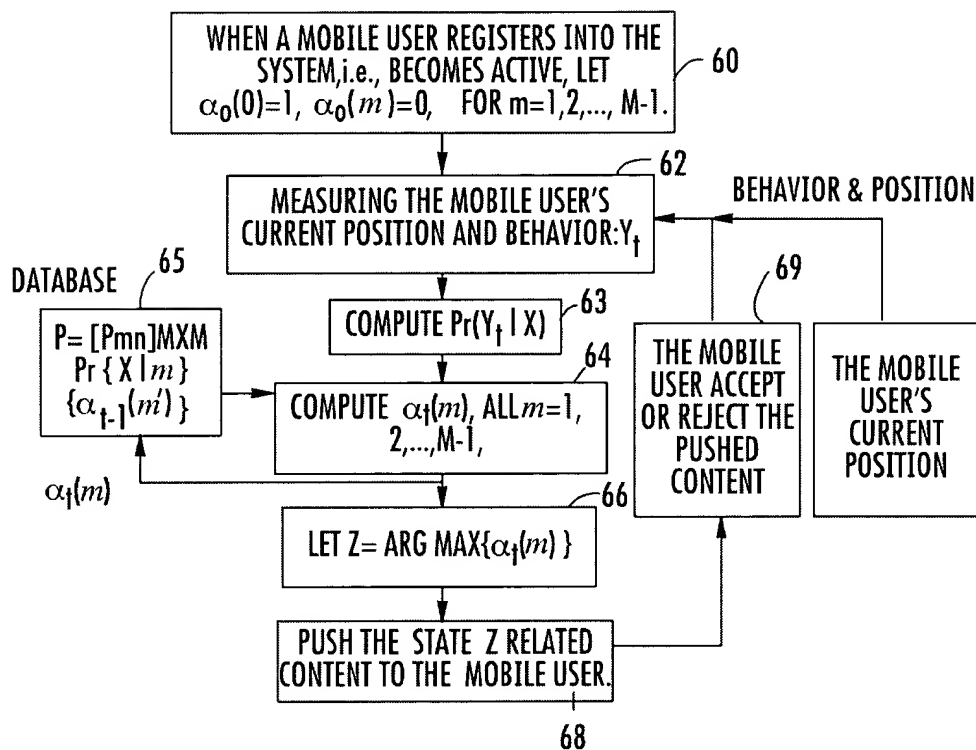 WHEN A MOBILE USER REGISTERS INTO THE
SYSTEM,i.e., BECOMES ACTIVE, LET
α₀(0)=1, α₀(m)=0, FOR m=1,2,..., M-1.
60
MEASURING THE MOBILE USER'S
CURRENT POSITION AND BEHAVIOR:Yₜ
62
BEHAVIOR & POSITION
COMPUTE Pr(Yₜ | X)
63
DATABASE
65
P= [Pmn]MXM
Pr { X | m }
{αₜ₋₁(m') }
COMPUTE αₜ(m), ALL m=1,
2,...,M-1,
64
αₜ(m)
LET Z= ARG MAX{αₜ(m) }
66
PUSH THE STATE Z RELATED
CONTENT TO THE MOBILE USER.
68
69
THE MOBILE
USER ACCEPT
OR REJECT THE
PUSHED
CONTENT
THE MOBILE
USER'S
CURRENT
POSITION